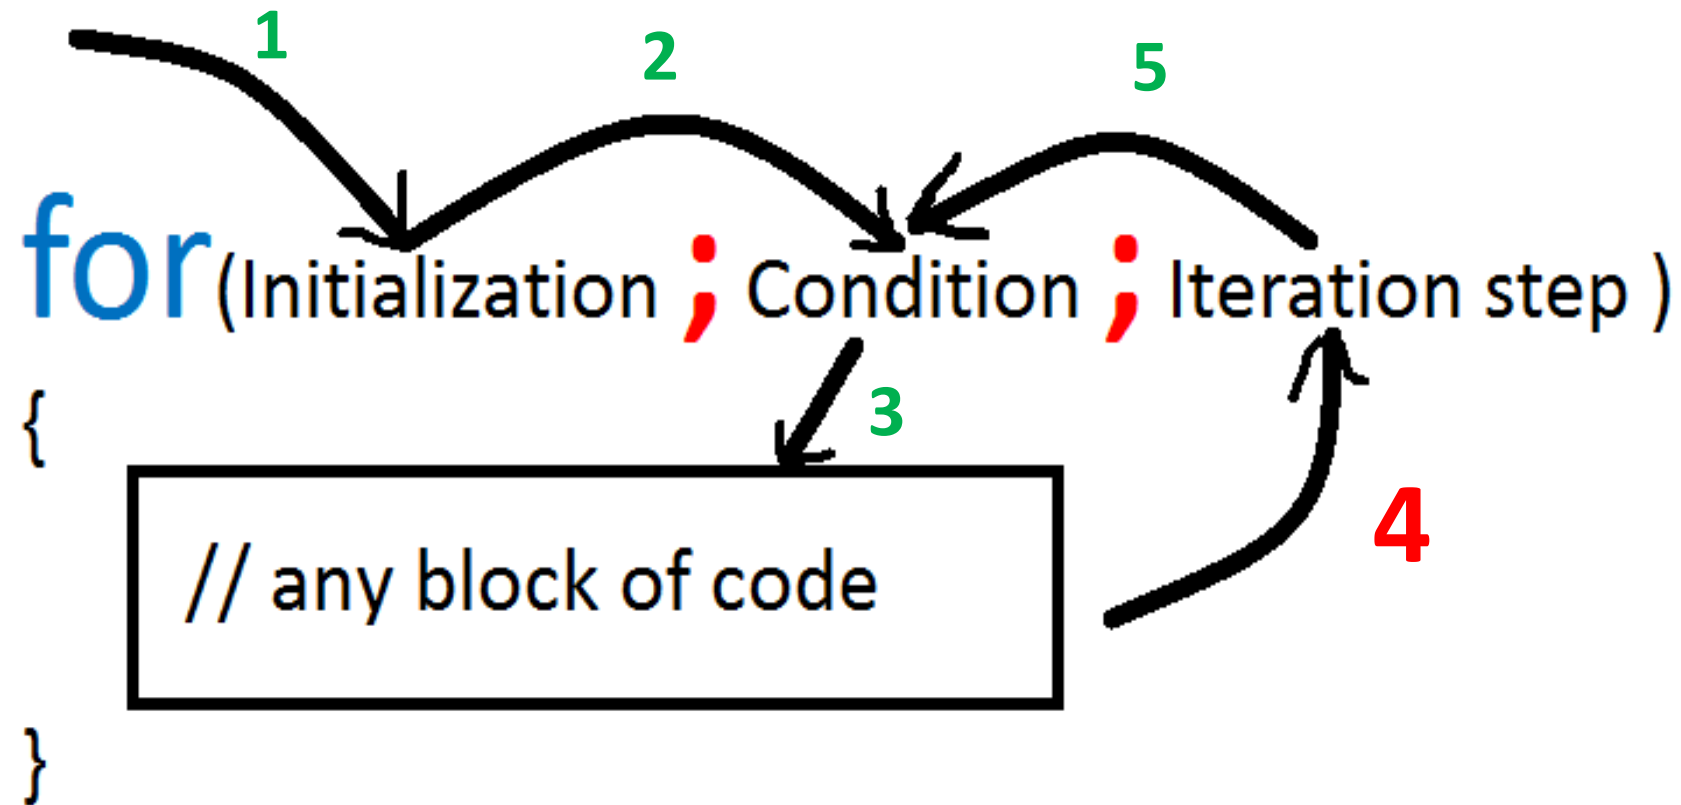 1 2 5
for(Initialization ; Condition ; Iteration step )
{
3
4
// any block of code
}